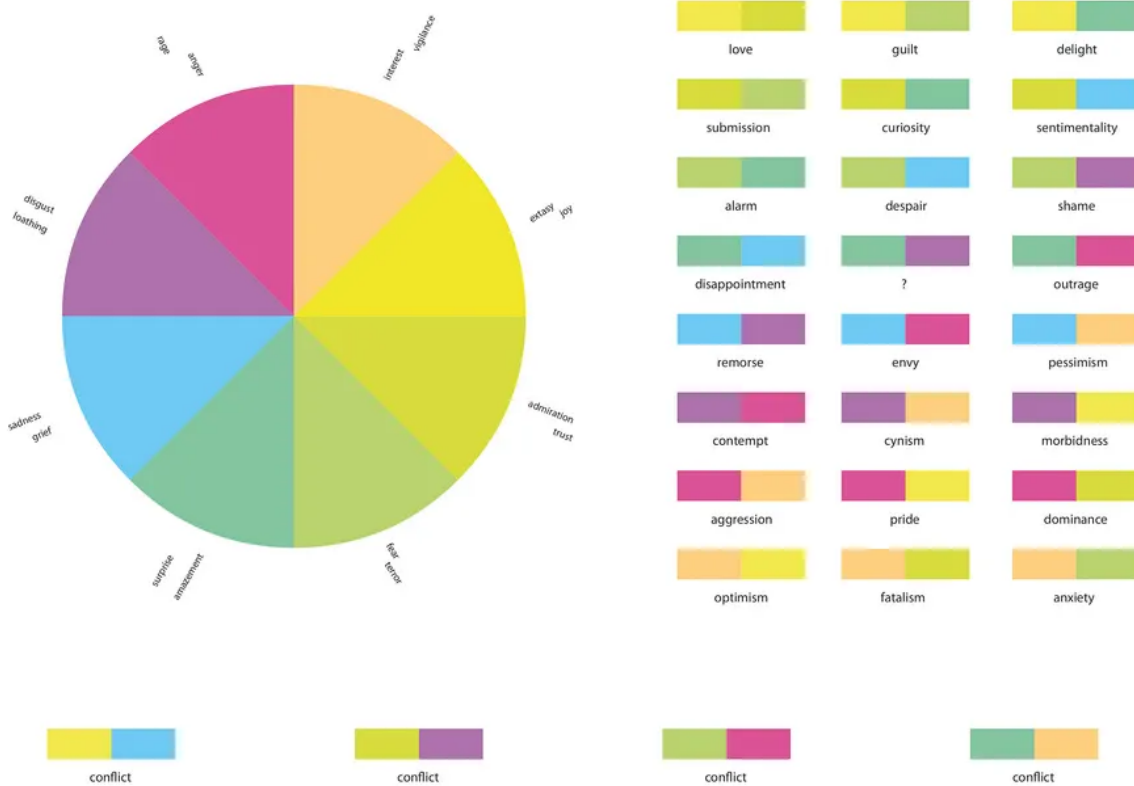 rage
anger
interest
vigilance
disgust
loathing
extasy
joy
sadness
grief
admiration
trust
surprise
amazement
fear
terror
love
guilt
delight
submission
curiosity
sentimentality
alarm
despair
shame
disappointment
?
outrage
remorse
envy
pessimism
contempt
cynism
morbidness
aggression
pride
dominance
optimism
fatalism
anxiety
conflict
conflict
conflict
conflict